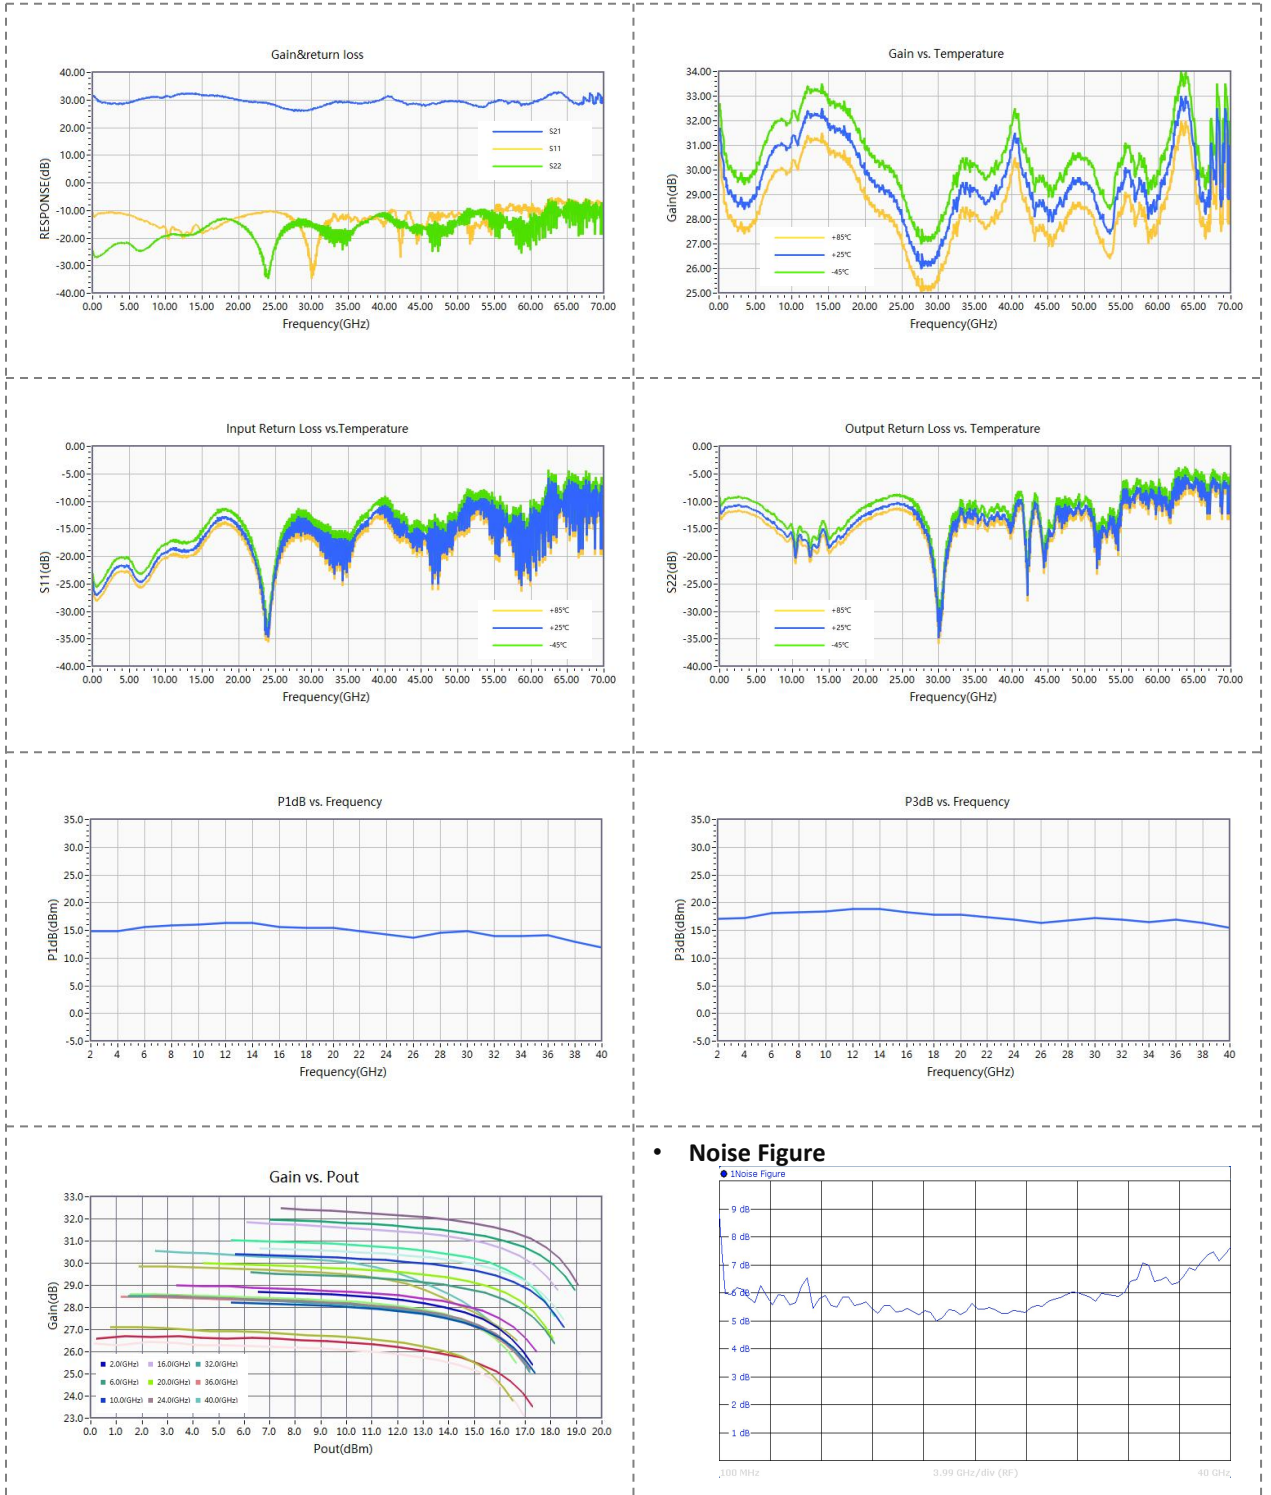 Gain&return loss
40.00
30.00
20.00
10.00
0.00
-10.00
-20.00
-30.00
-40.00
RESPONSE(dB)
S21
S11
S22
0.00 5.00 10.00 15.00 20.00 25.00 30.00 35.00 40.00 45.00 50.00 55.00 60.00 65.00 70.00
Frequency(GHz)
Gain vs. Temperature
34.00
33.00
32.00
31.00
30.00
29.00
28.00
27.00
26.00
25.00
Gain(dB)
+85℃
+25℃
-45℃
0.00 5.00 10.00 15.00 20.00 25.00 30.00 35.00 40.00 45.00 50.00 55.00 60.00 65.00 70.00
Frequency(GHz)
Input Return Loss vs.Temperature
0.00
-5.00
-10.00
-15.00
-20.00
-25.00
-30.00
-35.00
-40.00
S11(dB)
+85℃
+25℃
-45℃
0.00 5.00 10.00 15.00 20.00 25.00 30.00 35.00 40.00 45.00 50.00 55.00 60.00 65.00 70.00
Frequency(GHz)
Output Return Loss vs. Temperature
0.00
-5.00
-10.00
-15.00
-20.00
-25.00
-30.00
-35.00
-40.00
S22(dB)
+85℃
+25℃
-45℃
0.00 5.00 10.00 15.00 20.00 25.00 30.00 35.00 40.00 45.00 50.00 55.00 60.00 65.00 70.00
Frequency(GHz)
P1dB vs. Frequency
35.0
30.0
25.0
20.0
15.0
10.0
5.0
0.0
-5.0
P1dB(dBm)
2 4 6 8 10 12 14 16 18 20 22 24 26 28 30 32 34 36 38 40
Frequency(GHz)
P3dB vs. Frequency
35.0
30.0
25.0
20.0
15.0
10.0
5.0
0.0
-5.0
P3dB(dBm)
2 4 6 8 10 12 14 16 18 20 22 24 26 28 30 32 34 36 38 40
Frequency(GHz)
Gain vs. Pout
33.0
32.0
31.0
30.0
29.0
28.0
27.0
26.0
25.0
24.0
23.0
Gain(dB)
2.0(GHz) 16.0(GHz) 32.0(GHz)
6.0(GHz) 20.0(GHz) 36.0(GHz)
10.0(GHz) 24.0(GHz) 40.0(GHz)
0.0 1.0 2.0 3.0 4.0 5.0 6.0 7.0 8.0 9.0 10.0 11.0 12.0 13.0 14.0 15.0 16.0 17.0 18.0 19.0 20.0
Pout(dBm)
• Noise Figure
1Noise Figure
9 dB
8 dB
7 dB
6 dB
5 dB
4 dB
3 dB
2 dB
1 dB
100 MHz 3.99 GHz/div (RF) 40 GHz